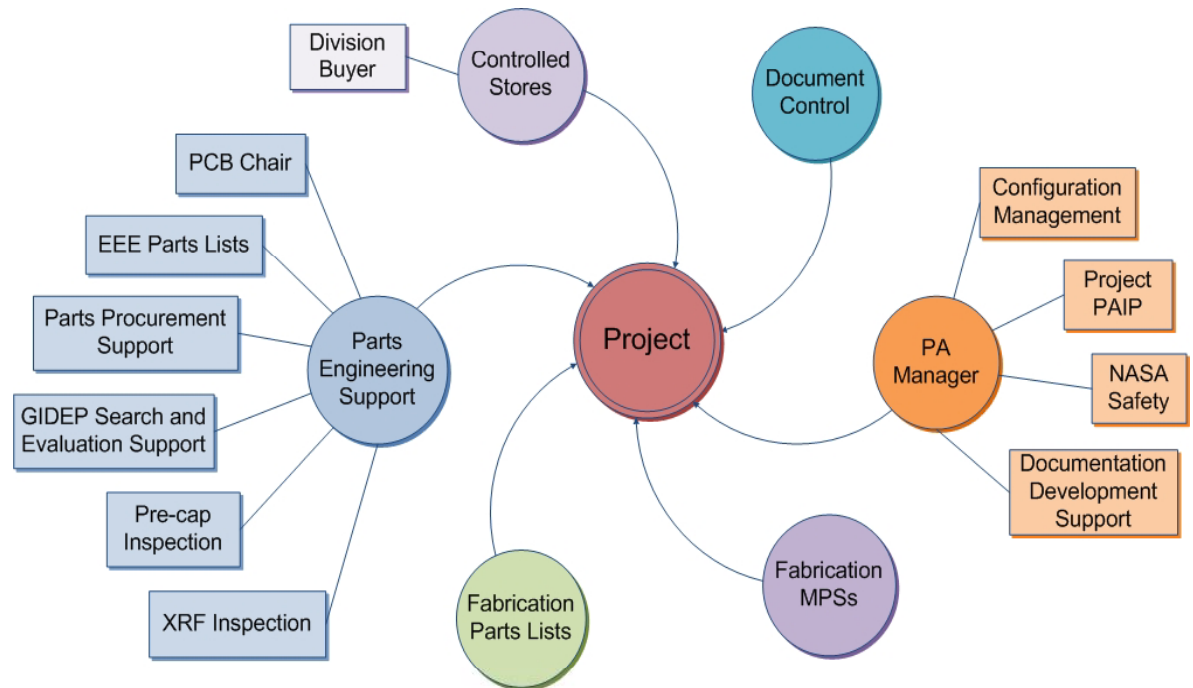 Division
Buyer
Controlled
Stores
Document
Control
PCB Chair
EEE Parts Lists
Parts Procurement
Support
GIDEP Search and
Evaluation Support
Pre-cap
Inspection
XRF Inspection
Parts
Engineering
Support
Project
PA
Manager
Configuration
Management
Project
PAIP
NASA
Safety
Documentation
Development
Support
Fabrication
Parts Lists
Fabrication
MPSs